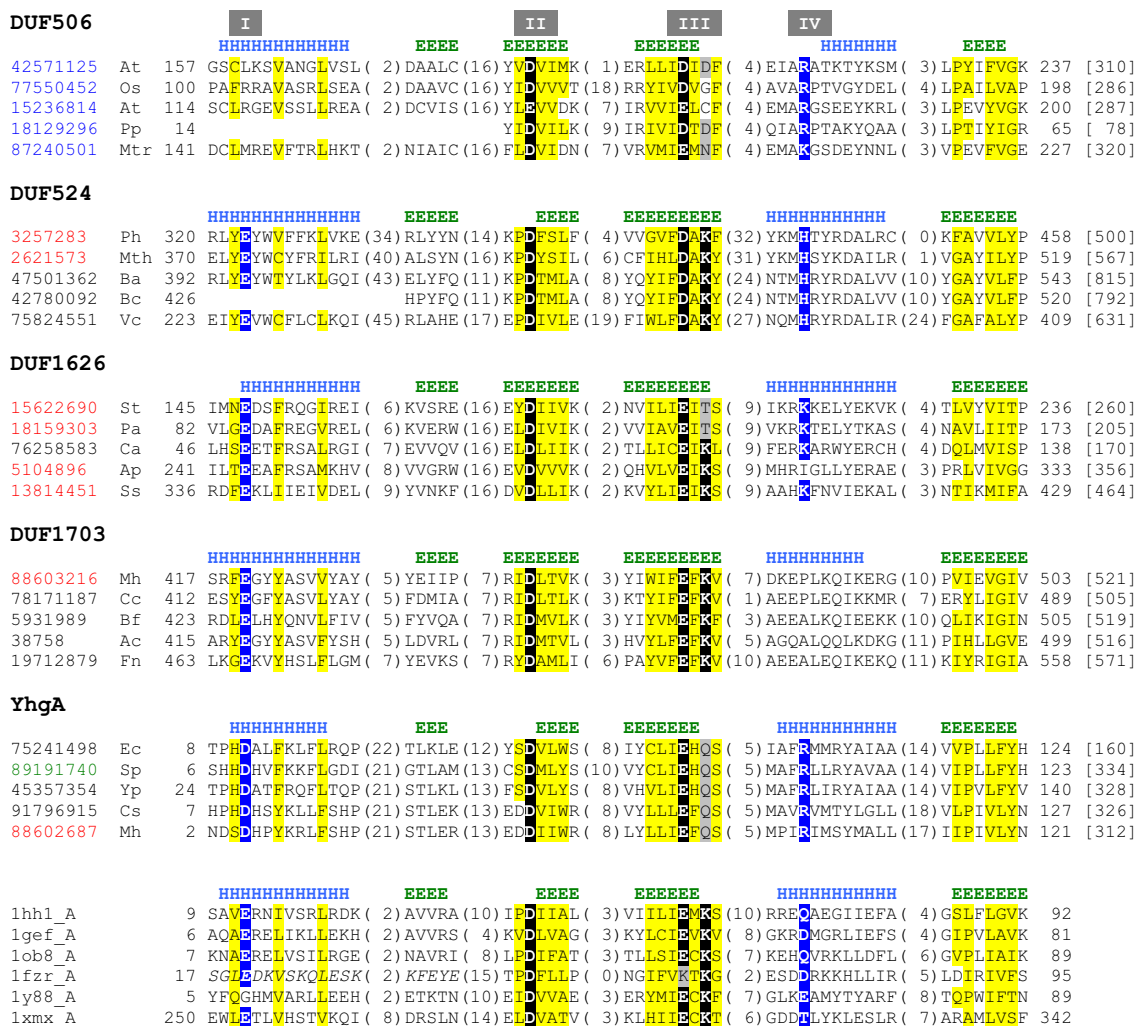 DUF506 I II III IV
HHHHHHHHHHHH EEEE EEEEEE EEEEEE HHHHHHH EEEE
42571125 At 157 GSCLKSVANGLVSL( 2)DAALC(16)YVDVIMK( 1)ERLLIDIDF( 4)EIARATKTYKSM( 3)LPYIFVGK 237 [310]
77550452 Os 100 PAFRRAVASRLSEA( 2)DAAVC(16)YIDVVVT(18)RRYIVDVGF( 4)AVARPTVGYDEL( 4)LPAILVAP 198 [286]
15236814 At 114 SCLRGEVSSLLREA( 2)DCVIS(16)YLEVVDK( 7)IRVVIELCF( 4)EMARGSEEYKRL( 3)LPEVYVGK 200 [287]
18129296 Pp 14 YIDVILK( 9)IRIVIDTDF( 4)QIARPTAKYQAA( 3)LPTIYIGR 65 [ 78]
87240501 Mtr 141 DCLMREVFTRLHKT( 2)NIAIC(16)FLDVIDN( 7)VRVMIEMNF( 4)EMAKGSDEYNNL( 3)VPEVFVGE 227 [320]
DUF524
HHHHHHHHHHHHHH EEEEE EEEE EEEEEEEEE HHHHHHHHHHH EEEEEEE
3257283 Ph 320 RLYEYWVFFKLVKE(34)RLYYN(14)KPDFSLF( 4)VVGVFDAKF(32)YKMHTYRDALRC( 0)KFAVVLYP 458 [500]
2621573 Mth 370 ELYEYWCYFRILRI(40)ALSYN(16)KPDYSIL( 6)CFIHLDAKY(31)YKMHSYKDAILR( 1)VGAYILYP 519 [567]
47501362 Ba 392 RLYEYWTYLKLGQI(43)ELYFQ(11)KPDTMLA( 8)YQYIFDAKY(24)NTMHRYRDALVV(10)YGAYVLFP 543 [815]
42780092 Bc 426 HPYFQ(11)KPDTMLA( 8)YQYIFDAKY(24)NTMHRYRDALVV(10)YGAYVLFP 520 [792]
75824551 Vc 223 EIYEVWCFLCLKQI(45)RLAHE(17)EPDIVLE(19)FIWLFDAKY(27)NQMHRYRDALIR(24)FGAFALYP 409 [631]
DUF1626
HHHHHHHHHHH EEEE EEEEEEE EEEEEEEE HHHHHHHHHHHH EEEEEEE
15622690 St 145 IMNEDSFRQGIREI( 6)KVSRE(16)EYDIIVK( 2)NVILIEITS( 9)IKRKKELYEKVK( 4)TLVYVITP 236 [260]
18159303 Pa 82 VLGEDAFREGVREL( 6)KVERW(16)ELDIVIK( 2)VVIAVEITS( 9)VKRKTELYTKAS( 4)NAVLIITP 173 [205]
76258583 Ca 46 LHSEETFRSALRGI( 7)EVVQV(16)ELDVVIK( 2)TLLICEIKL( 9)FERKARWYERCH( 4)DQLMVISP 138 [170]
5104896 Ap 241 ILTEEAFRSAMKHV( 8)VVGRW(16)EVDVVVK( 2)QHVLVEIKS( 9)MHRIGLLYERAE( 3)PRLVIVGG 333 [356]
13814451 Ss 336 RDFEKLIIEIVDEL( 9)YVNKF(16)DVDLLIK( 2)KVYLIEIKS( 9)AAHKFNVIEKAL( 3)NTIKMIFA 429 [464]
DUF1703
HHHHHHHHHHHHHH EEEE EEEEEEE EEEEEEEEE HHHHHHHHH EEEEEEEE
88603216 Mh 417 SRFEGYYASVVYAY( 5)YEIIP( 7)RIDLTVK( 3)YIWIFEFKV( 7)DKEPLKQIKERG(10)PVIEVGIV 503 [521]
78171187 Cc 412 ESYEGFYASVLYAY( 5)FDMIA( 7)RIDLTLK( 3)KTYIFEFKV( 1)AEEPLEQIKKMR( 7)ERYLIGIV 489 [505]
5931989 Bf 423 RDLELHYQNVLFIV( 3)FYVQA( 7)RIDMVLK( 3)YIYVMEFKF( 3)AEEALKQIEEKK(10)QLIKIGIN 505 [519]
38758 Ac 415 ARYEGYYASVFYSH( 5)LDVRL( 7)RIDMTVL( 3)HVYLFEFKV( 5)AGQALQQLKDKG(11)PIHLLGVE 499 [516]
19712879 Fn 463 LKGEKVYHSLFLGM( 7)YEVKS( 7)RYDAMLI( 6)PAYVFEFKV(10)AEEALEQIKEKQ(11)KIYRIGIA 558 [571]
YhgA
HHHHHHHHH EEE EEEEEE EEEEEEE HHHHHHHHHHH EEEEEEE
75241498 Ec 8 TPHDALFKLFLRQP(22)TLKLE(12)YSDVLWS( 8)IYCLIEHQS( 5)IAFRMMRYAIAA(14)VVPLLFYH 124 [160]
89191740 Sp 6 SHHDHVFKKFLGDI(21)GTLAM(13)CSDMLYS(10)VYCLIEHQS( 5)MAFRLLRYAVAA(14)VIPLLFYH 123 [334]
45357354 Yp 24 TPHDATFRQFLTQP(21)STLKL(13)FSDVLYS( 8)VHVLIEHQS( 5)MAFRLIRYAIAA(14)VIPVLFYV 140 [328]
91796915 Cs 7 HPHDHSYKLLFSHP(21)STLEK(13)EDDVIWR( 8)VYLLLEFQS( 5)MAVRVMTYLGLL(18)VLPIVLYN 127 [326]
88602687 Mh 2 NDSDHPYKRLFSHP(21)STLER(13)EDDIIWR( 8)LYLLIEFQS( 5)MPIRIMSYMALL(17)IIPIVLYN 121 [312]
HHHHHHHHHHHH EEEE EEEE EEEEEE HHHHHHHHHHH EEEEEEE
1hh1_A 9 SAVERNIVSRLRDK( 2)AVVRA(10)IPDIIAL( 3)VIILIEMKS(10)RREQAEGIIEFA( 4)GSLFLGVK 92
1gef_A 6 AQAERELIKLLEKH( 2)AVVRS( 4)KVDLVAG( 3)KYLCIEVKV( 8)GKRDMGRLIEFS( 4)GIPVLAVK 81
1ob8_A 7 KNAERELVSILRGE( 2)NAVRI( 8)LPDIFAT( 3)TLLSIECKS( 7)KEHQVRKLLDFL( 6)GVPLIAIK 89
1fzr_A 17 SGLEDKVSKQLESK( 2)KFEYE(15)TPDFLLP( 0)NGIFVKTKG( 2)ESDDRKKHLLIR( 5)LDIRIVFS 95
1y88_A 5 YFQGHMVARLLEEH( 2)ETKTN(10)EIDVVAE( 3)ERYMIECKF( 7)GLKEAMYTYARF( 8)TQPWIFTN 89
1xmx_A 250 EWLETLVHSTVKQI( 8)DRSLN(14)ELDVATV( 3)KLHIIECKT( 6)GDDTLYKLESLR( 7)ARAMLVSF 342